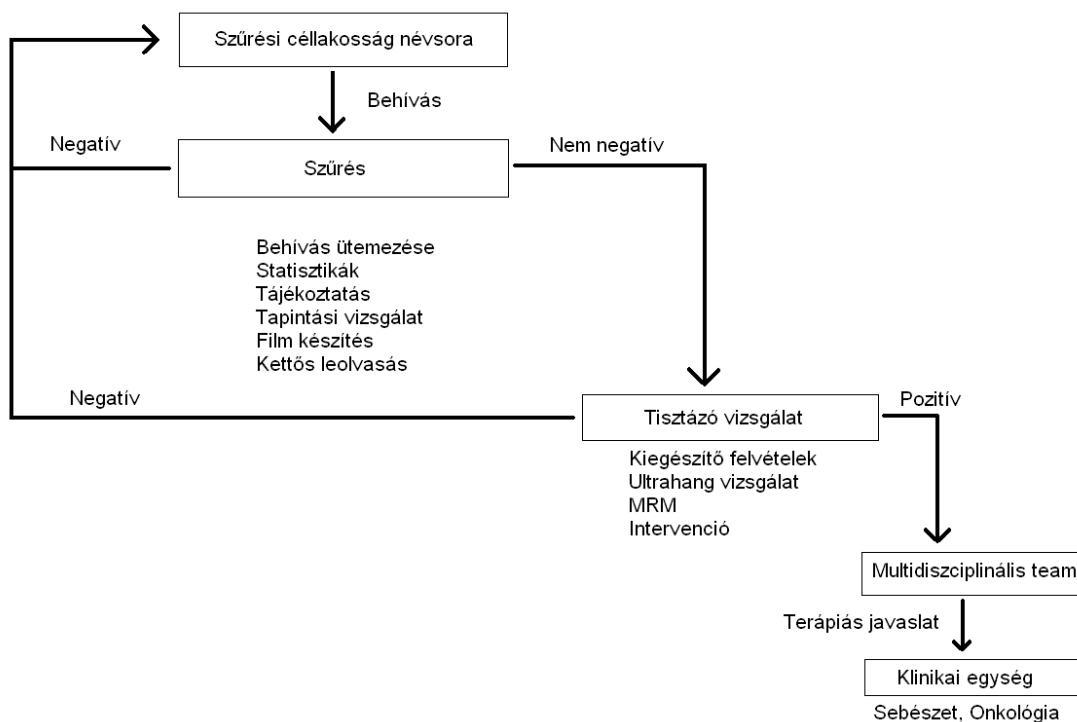 Szűrési céllakosság névsora
Behívás
Negatív
Nem negatív
Szűrés
Behívás ütemezése
Statisztikák
Tájékoztatás
Tapintási vizsgálat
Film készítés
Kettős leolvasás
Negatív
Tisztázó vizsgálat
Pozitív
Kiegészítő felvételek
Ultrahang vizsgálat
MRM
Intervenció
Multidiszciplinális team
Terápiás javaslat
Klinikai egység
Sebészet, Onkológia